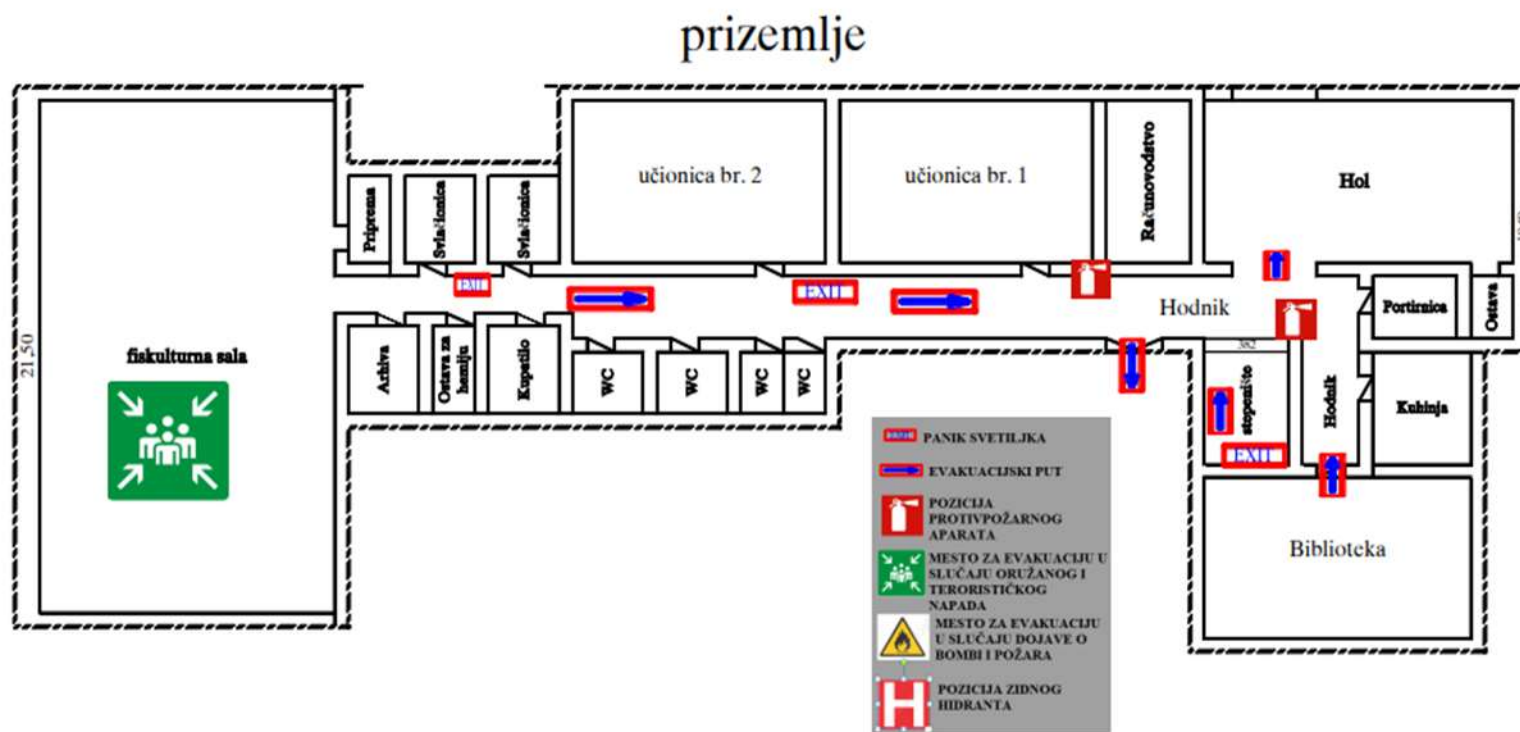 prizemlje
učionica br. 2
učionica br. 1
Računovodstvo
Hol
Priprema
Svlačionica
Svlačionica
EXIT
EXIT
Hodnik
Portirnica
Ostava
21,50
fiskulturna sala
Arhiva
Ostava za
hemiju
Kupatilo
WC
WC
WC
WC
382
stepenište
Hodnik
Kuhinja
EXIT
Biblioteka
PANIK SVETILJKA
EVAKUACIJSKI PUT
POZICIJA
PROTIVPOŽARNOG
APARATA
MESTO ZA EVAKUACIJU U
SLUČAJU ORUŽANOG I
TERORISTIČKOG
NAPADA
MESTO ZA EVAKUACIJU
U SLUČAJU DOJAVE O
BOMBI I POŽARA
H
POZICIJA ZIDNOG
HIDRANTA